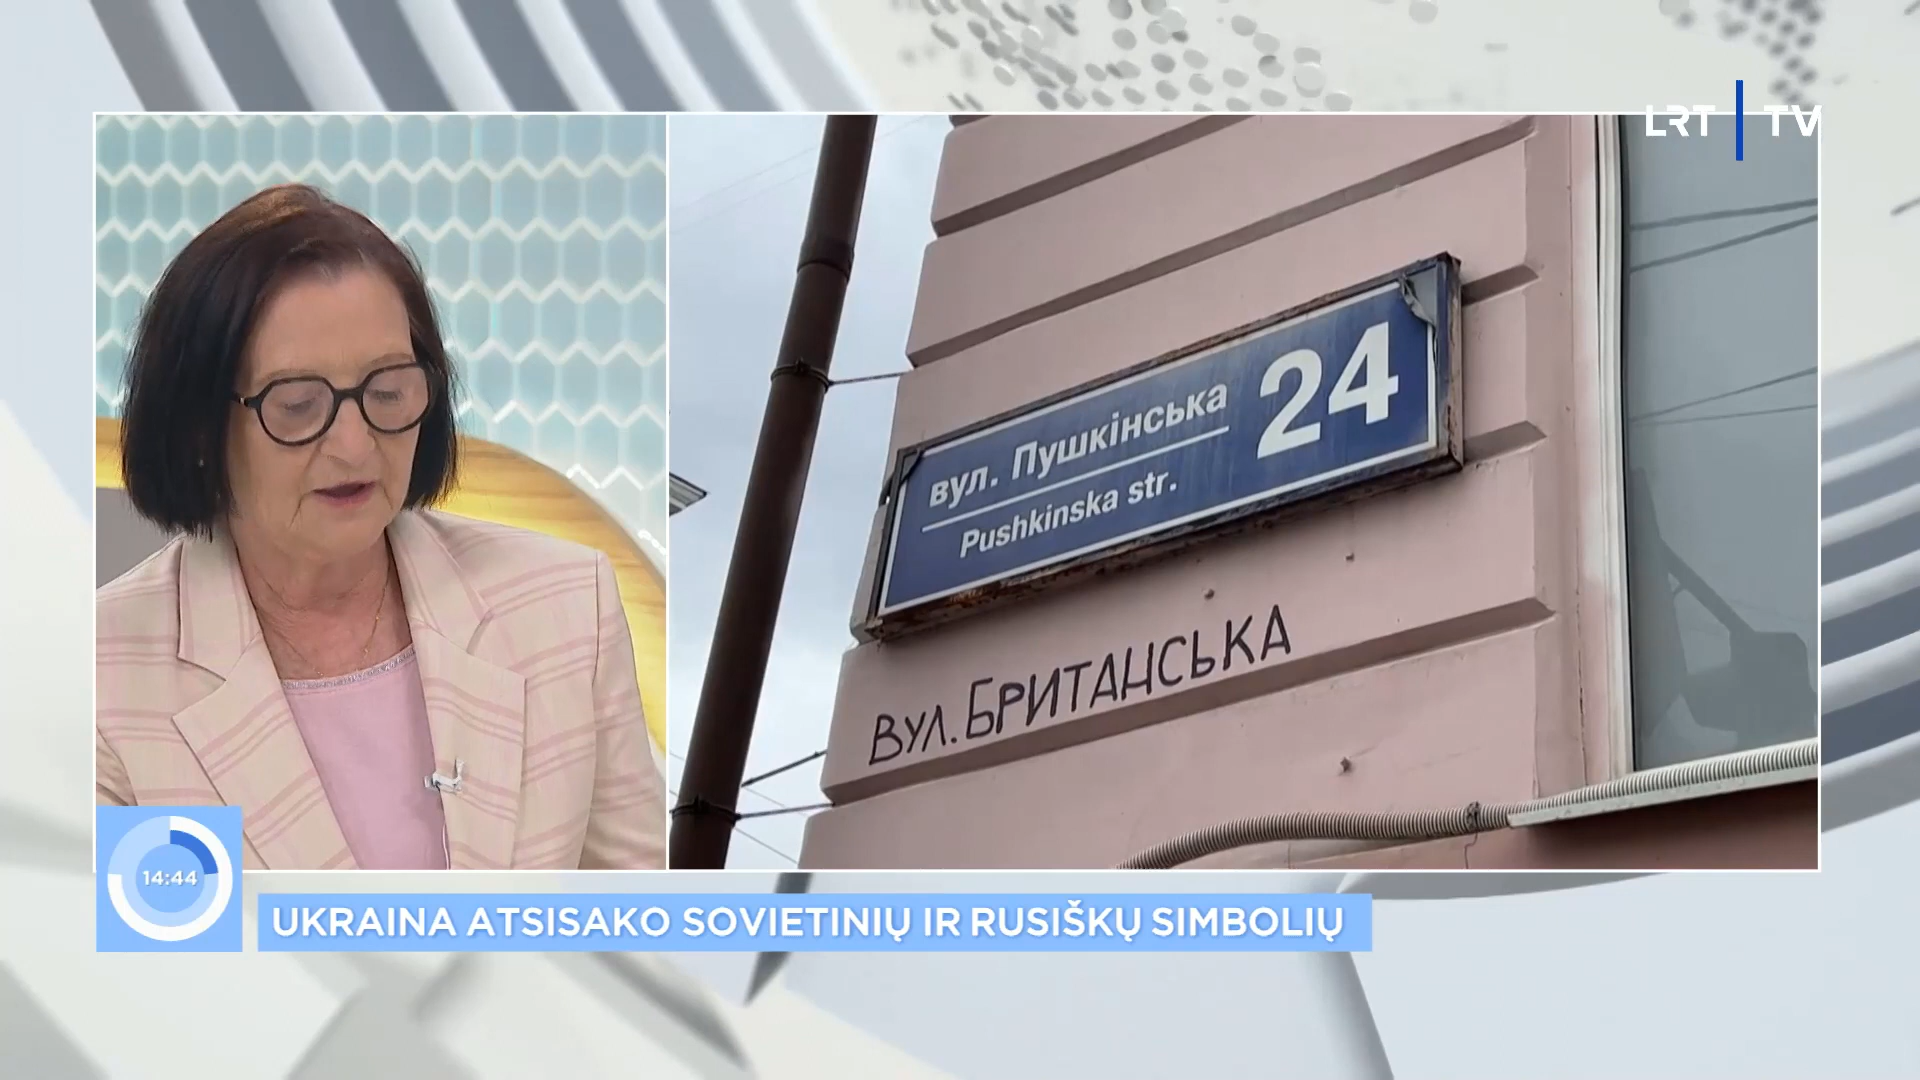 LRT TV
вул. Пушкінська 24
Pushkinska str.
ВУЛ. БРИТАНСЬКА
14:44
UKRAINA ATSISAKO SOVIETINIŲ IR RUSIŠKŲ SIMBOLIŲ